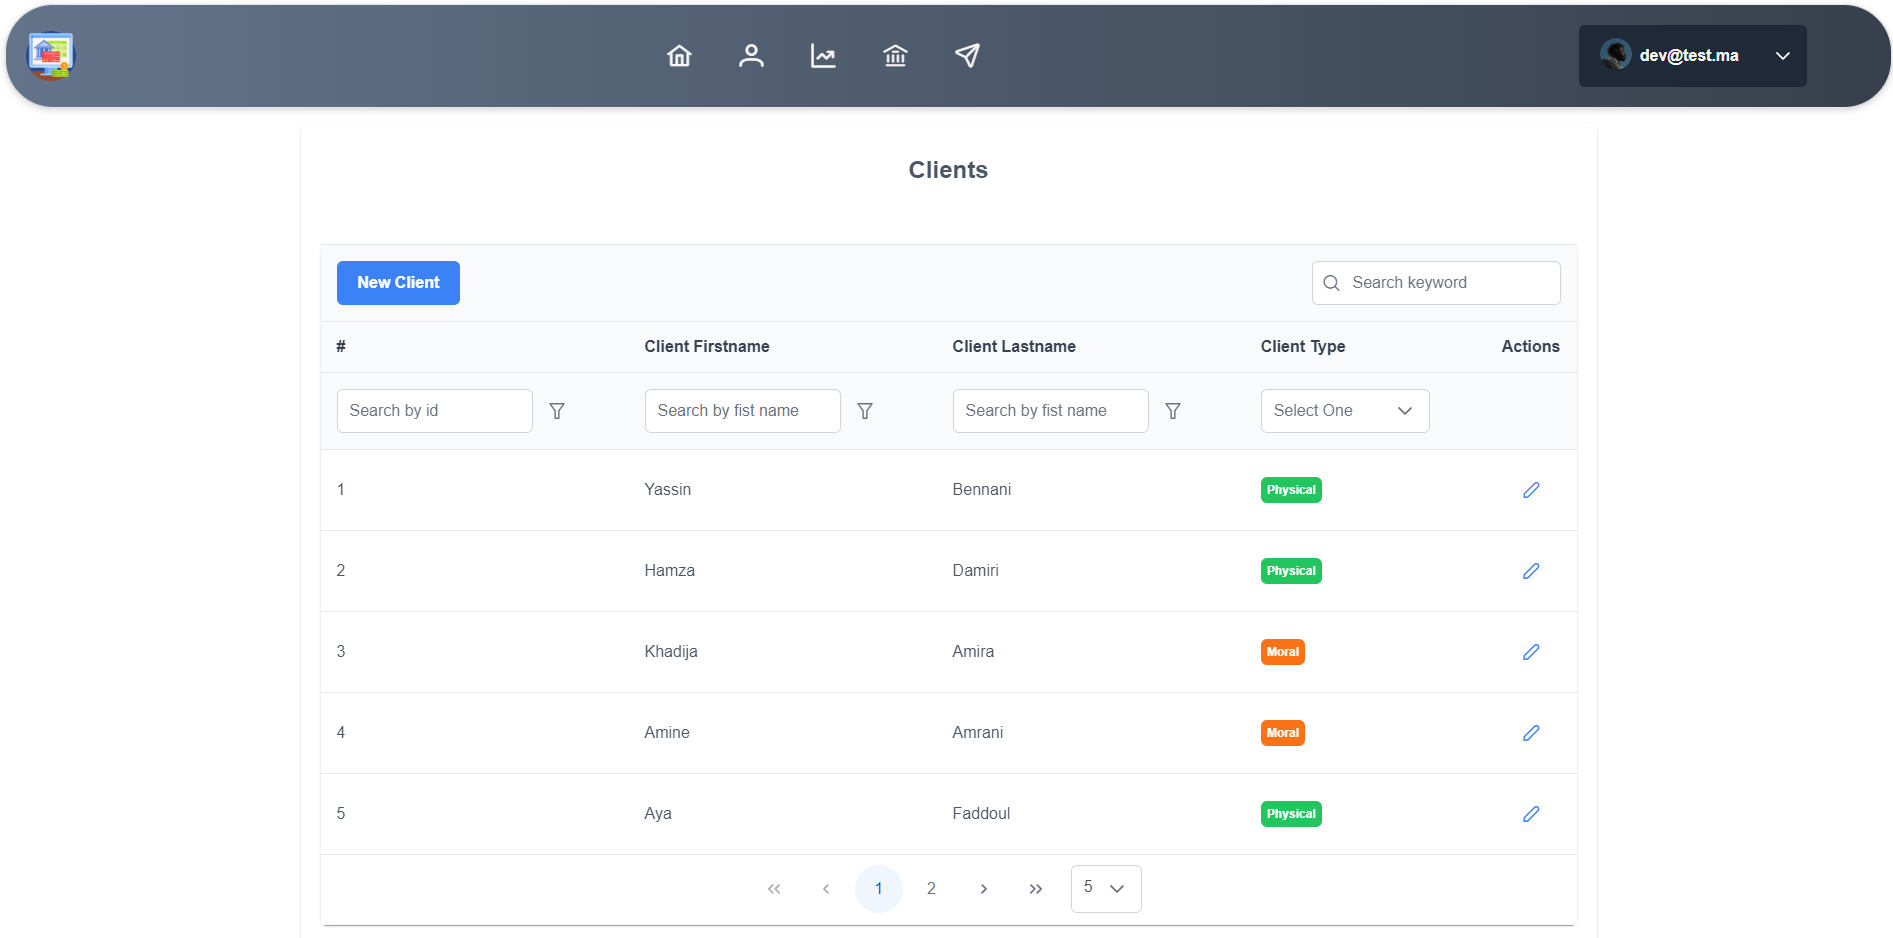 dev@test.ma
Clients
New Client
Search keyword
# Client Firstname Client Lastname Client Type Actions
Search by id Search by fist name Search by fist name Select One
1 Yassin Bennani Physical
2 Hamza Damiri Physical
3 Khadija Amira Moral
4 Amine Amrani Moral
5 Aya Faddoul Physical
« ‹ 1 2 › » 5